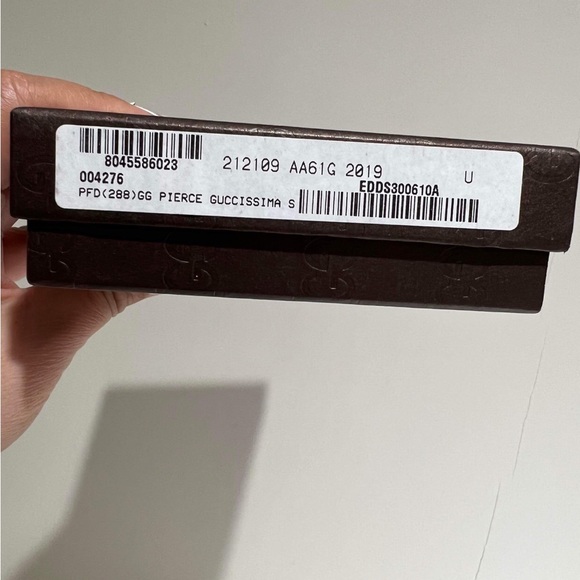 8045586023
212109 AA61G 2019 U
004276
EDDS300610A
PFD(288)GG PIERCE GUCCISSIMA S